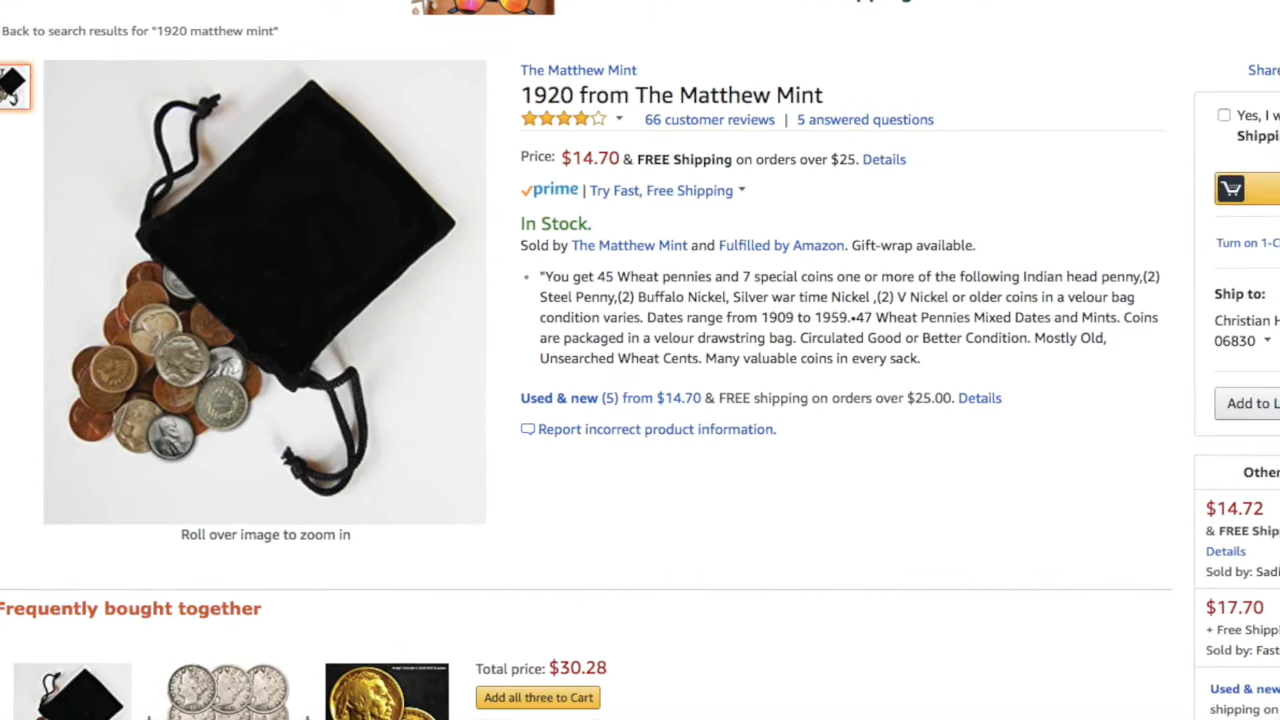 Back to search results for "1920 matthew mint"
The Matthew Mint
1920 from The Matthew Mint
66 customer reviews | 5 answered questions
Price: $14.70 & FREE Shipping on orders over $25. Details
prime | Try Fast, Free Shipping
In Stock.
Sold by The Matthew Mint and Fulfilled by Amazon. Gift-wrap available.
"You get 45 Wheat pennies and 7 special coins one or more of the following Indian head penny,(2)
Steel Penny,(2) Buffalo Nickel, Silver war time Nickel ,(2) V Nickel or older coins in a velour bag
condition varies. Dates range from 1909 to 1959.•47 Wheat Pennies Mixed Dates and Mints. Coins
are packaged in a velour drawstring bag. Circulated Good or Better Condition. Mostly Old,
Unsearched Wheat Cents. Many valuable coins in every sack.
Used & new (5) from $14.70 & FREE shipping on orders over $25.00. Details
Report incorrect product information.
Roll over image to zoom in
Frequently bought together
Total price: $30.28
Add all three to Cart
Share
Yes, I w
Shippi
Turn on 1-C
Ship to:
Christian H
06830
Add to L
Other
$14.72
& FREE Ship
Details
Sold by: Sadi
$17.70
+ Free Shipp
Sold by: Fast
Used & new
shipping on